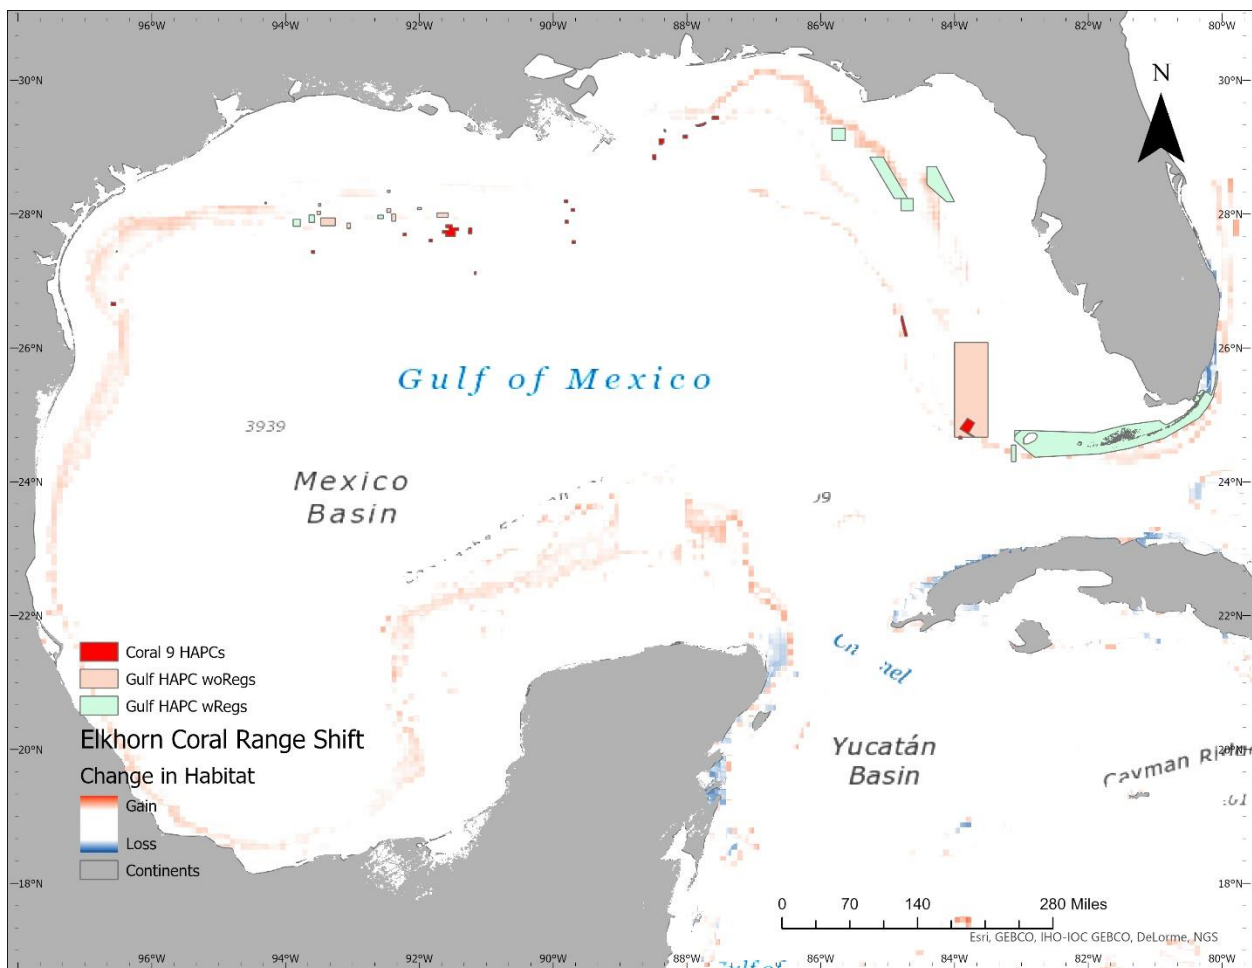 96°W 94°W 92°W 90°W 88°W 86°W 84°W 82°W 80°W
30°N 30°N
N
28°N 28°N
26°N 26°N
Gulf of Mexico
3939
24°N 24°N
Mexico
Basin
22°N 22°N
Coral 9 HAPCs
Gulf HAPC woRegs
Gulf HAPC wRegs
Elkhorn Coral Range Shift
Change in Habitat
Gain
Loss
Continents
20°N 20°N
Yucatán
Basin
Cayman
18°N 18°N
0 70 140 280 Miles
Esri, GEBCO, IHO-IOC GEBCO, DeLorme, NGS
96°W 94°W 92°W 90°W 88°W 86°W 84°W 82°W 80°W